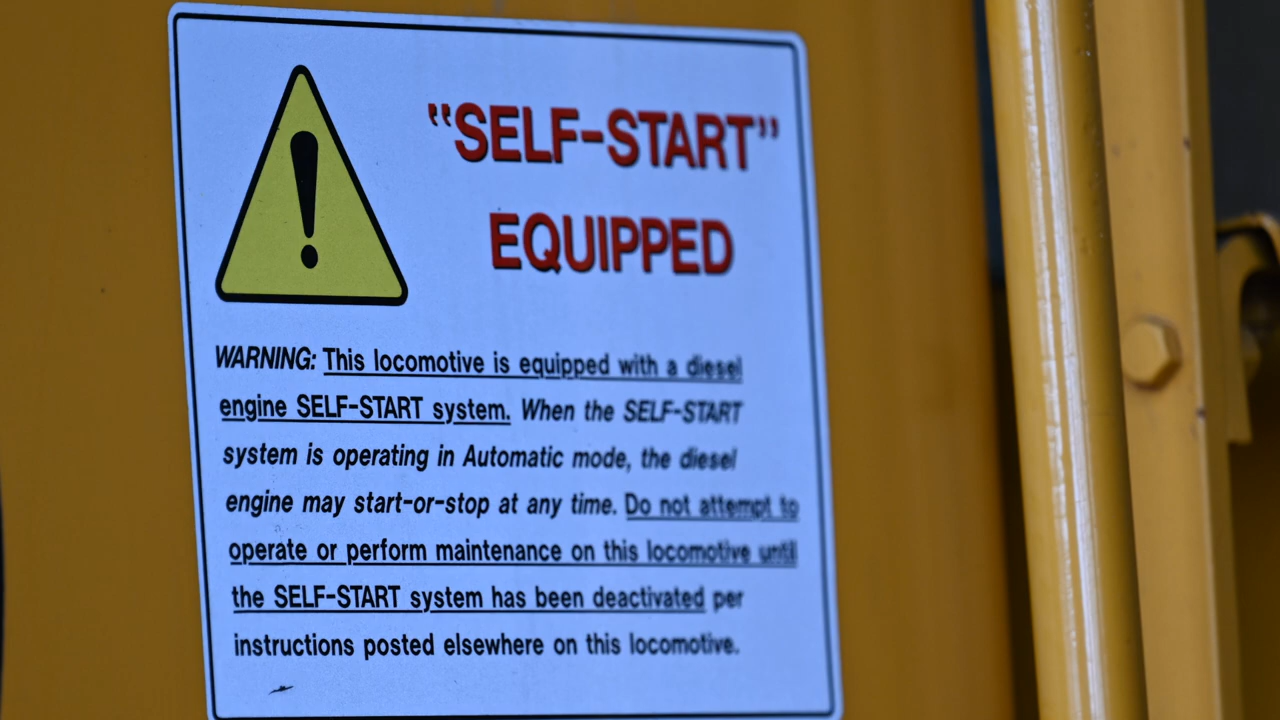 "SELF-START"
EQUIPPED
WARNING: This locomotive is equipped with a diesel
engine SELF-START system. When the SELF-START
system is operating in Automatic mode, the diesel
engine may start-or-stop at any time. Do not attempt to
operate or perform maintenance on this locomotive until
the SELF-START system has been deactivated per
instructions posted elsewhere on this locomotive.